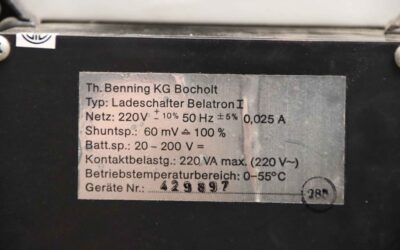 Th. Benning KG Bocholt
Typ: Ladeschalter Belatron I
Netz: 220V ± 10% 50 Hz ± 5% 0,025 A
Shuntsp.: 60 mV ≙ 100 %
Batt.sp.: 20 – 200 V =
Kontaktbelastg.: 220 VA max. (220 V~)
Betriebstemperaturbereich: 0–55°C
Geräte Nr.: 429897